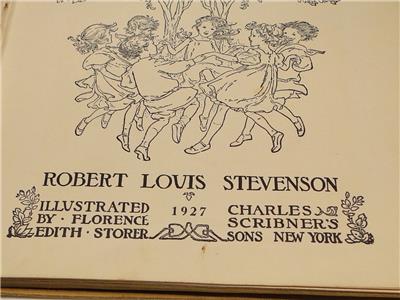 ROBERT LOUIS STEVENSON
ILLUSTRATED
BY · FLORENCE
EDITH · STORER
1927
CHARLES
SCRIBNER'S
SONS NEW YORK